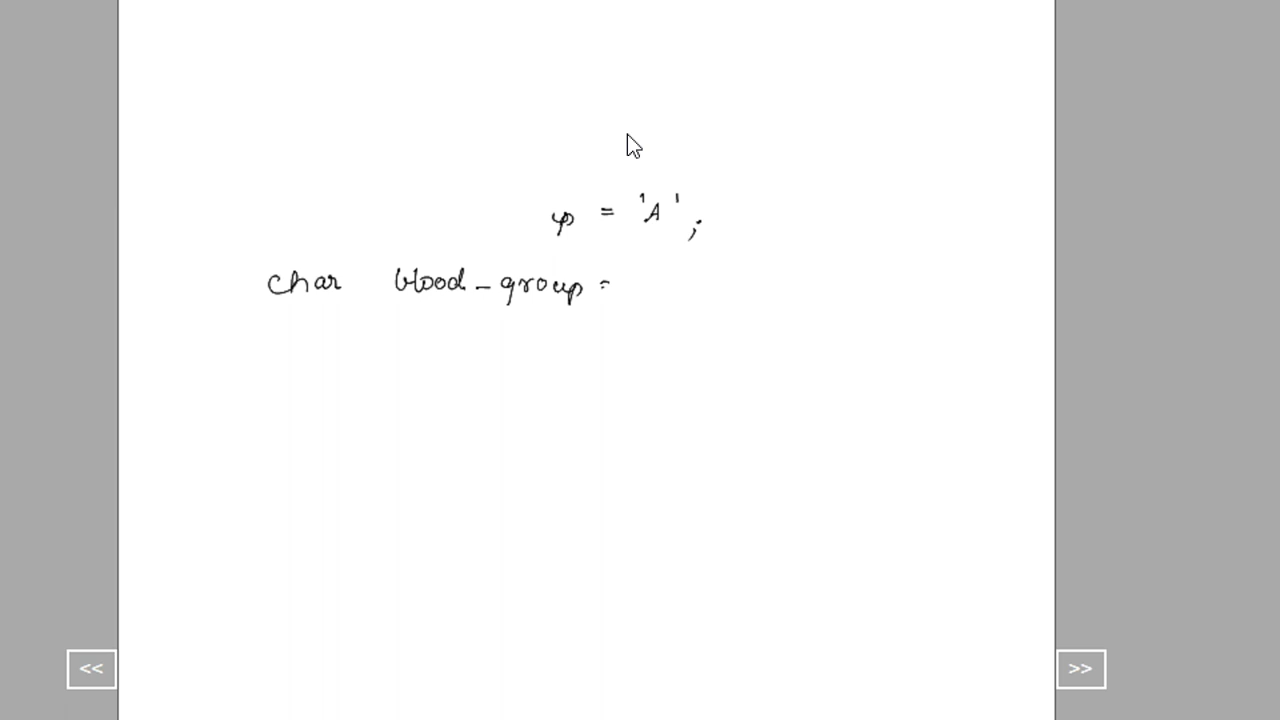 φ = 'A';
char blood_group =
<<
>>